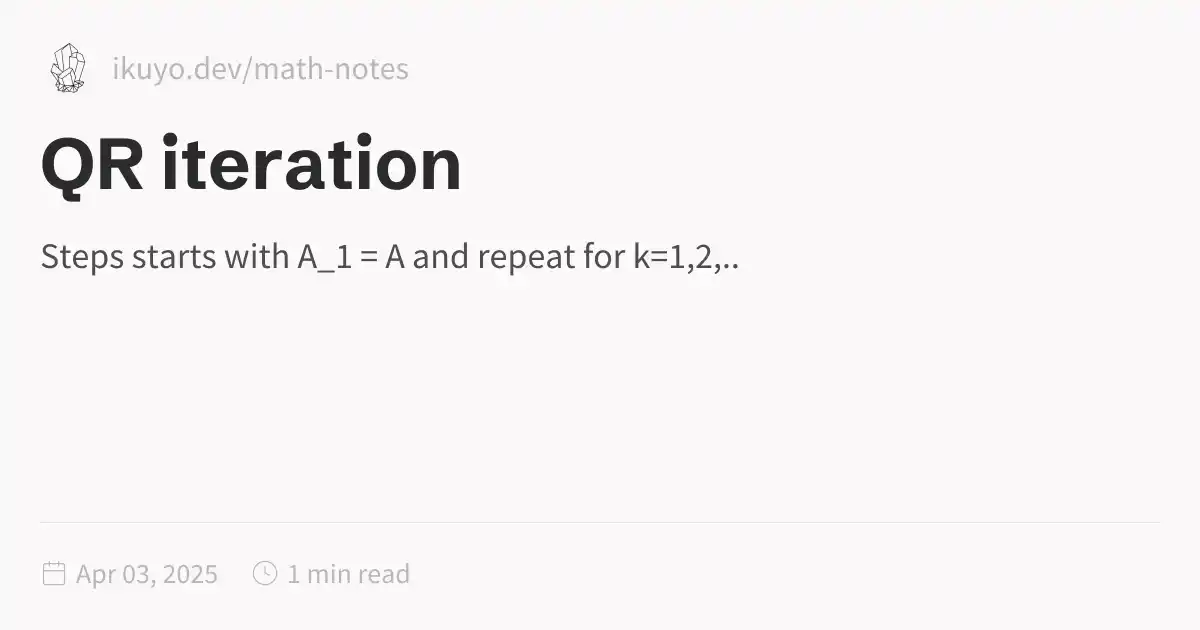 ikuyo.dev/math-notes
QR iteration
Steps starts with A_1 = A and repeat for k=1,2,..
Apr 03, 2025 1 min read